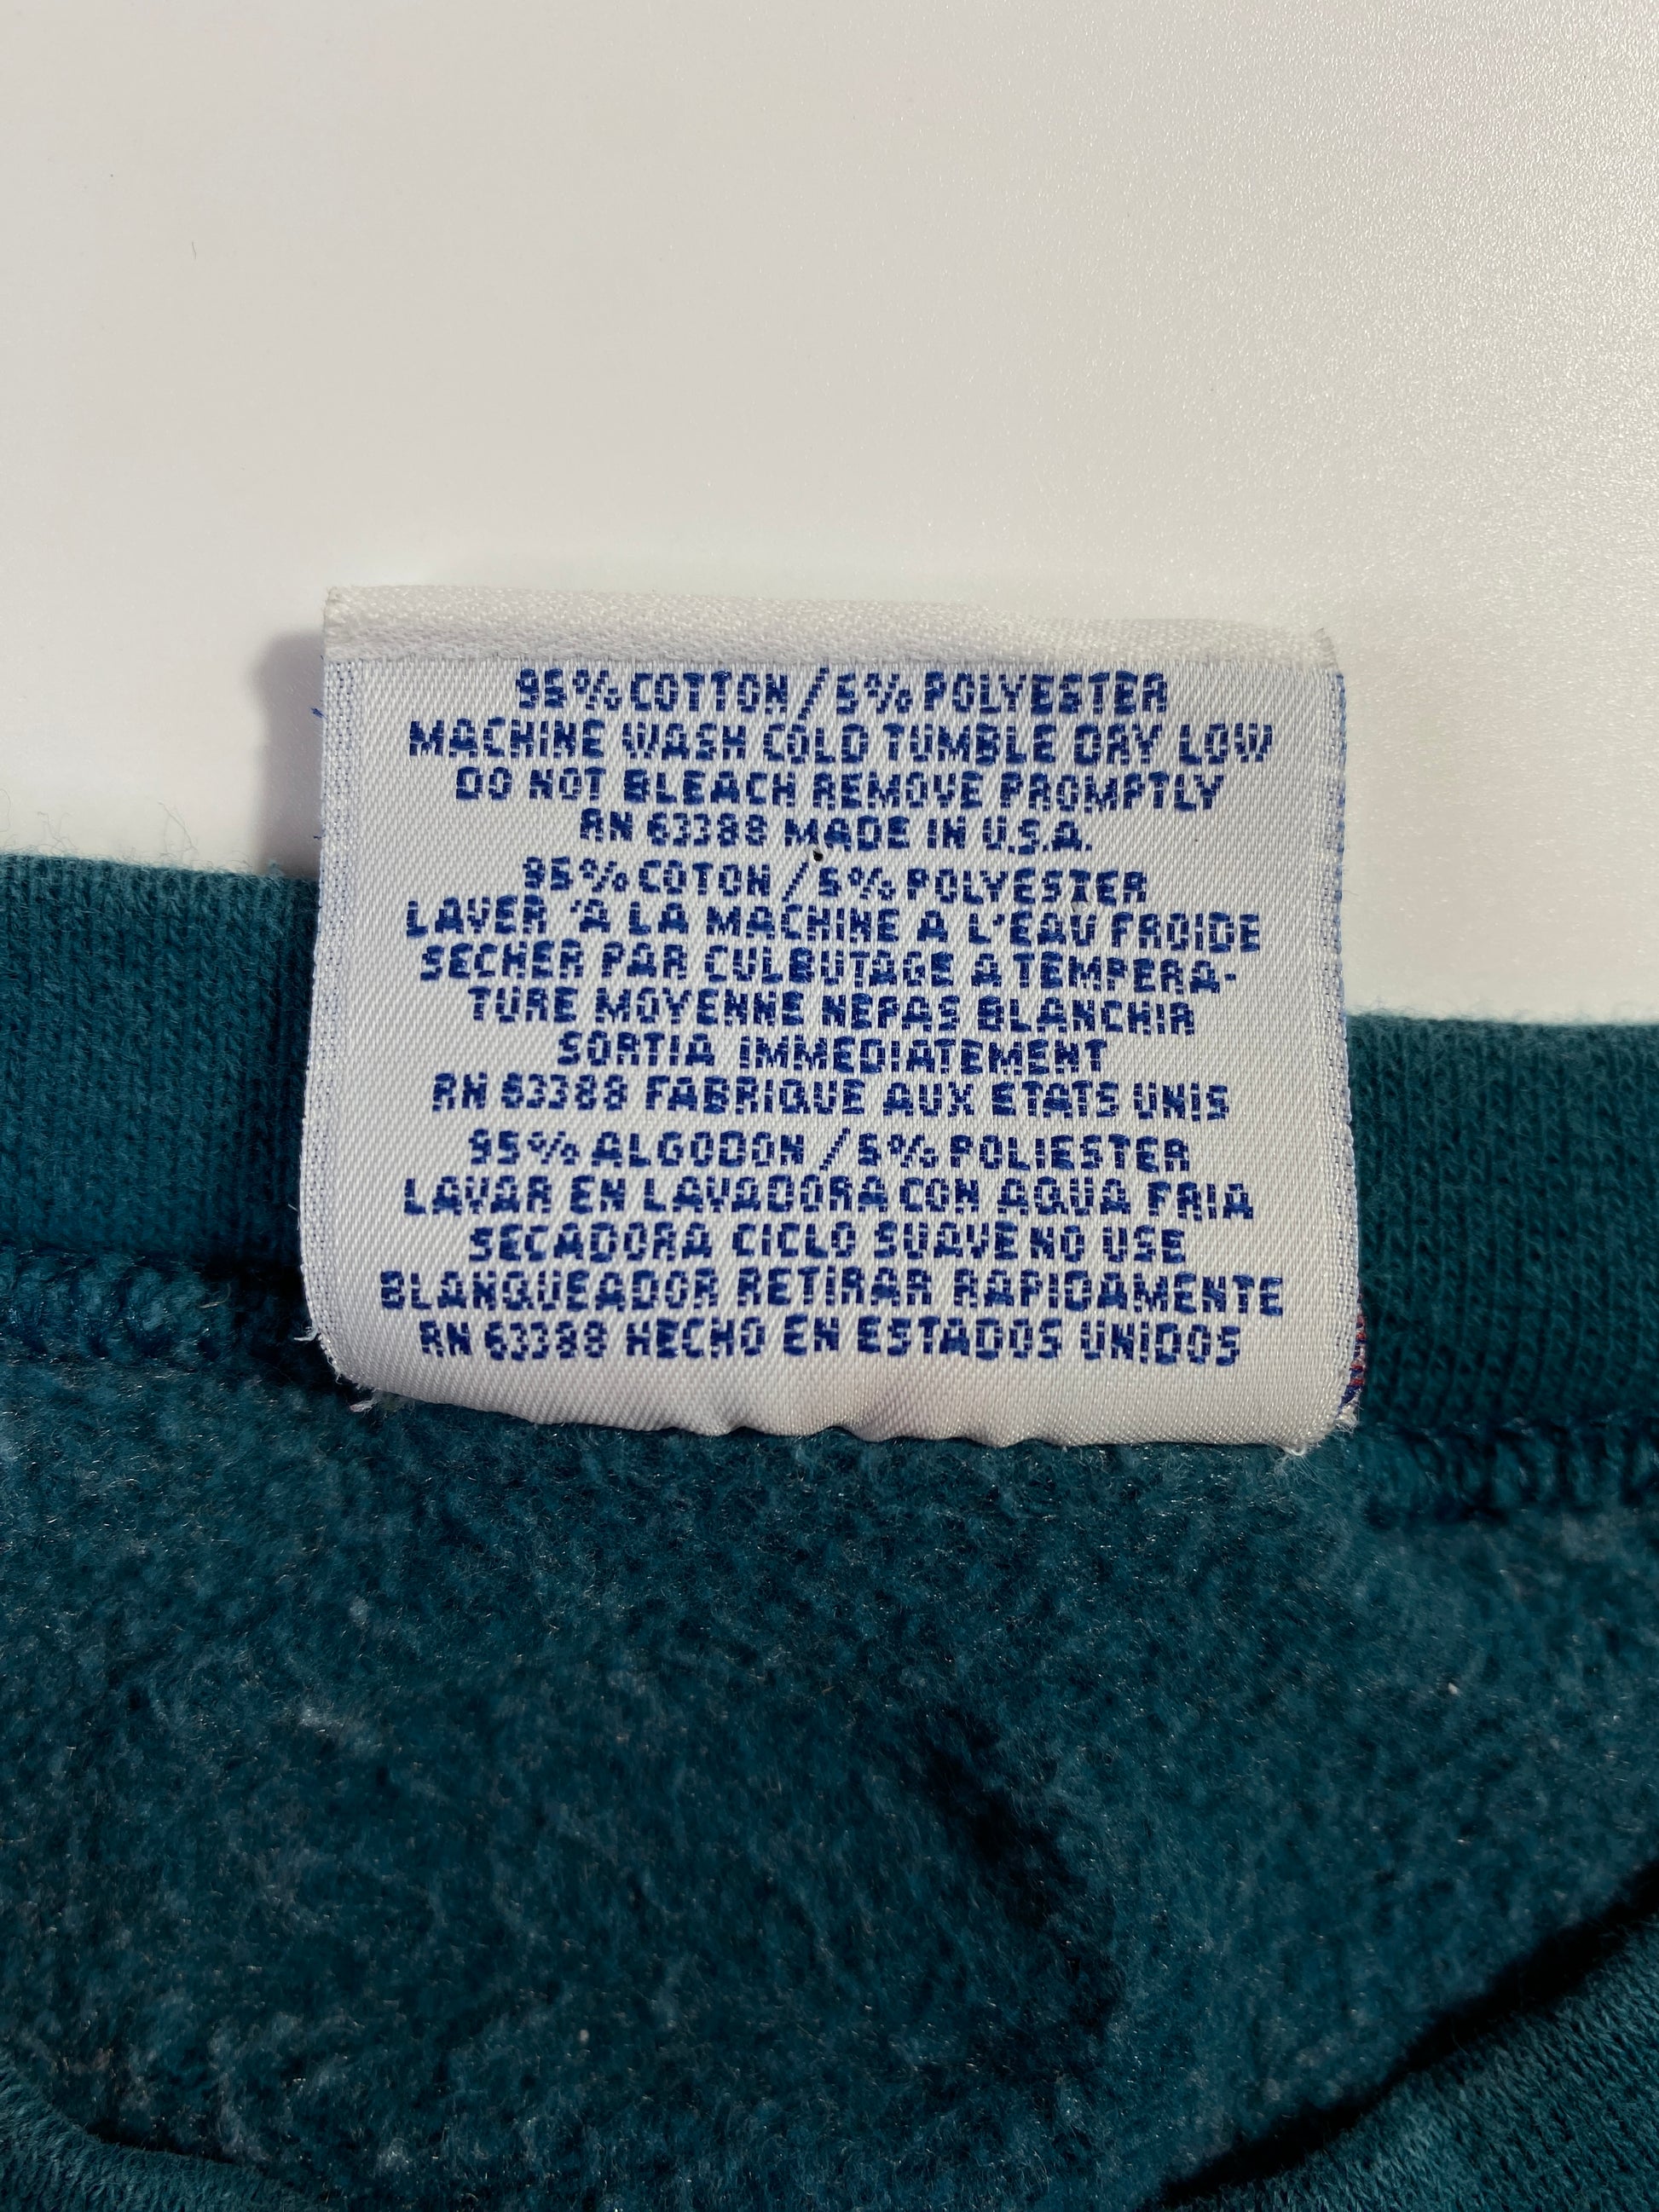 95% COTTON / 5% POLYESTER
MACHINE WASH COLD TUMBLE DRY LOW
DO NOT BLEACH REMOVE PROMPTLY
RN 63388 MADE IN U.S.A.
95% COTON / 5% POLYESTER
LAVER 'A LA MACHINE A L'EAU FROIDE
SECHER PAR CULBUTAGE A TEMPERA-
TURE MOYENNE NEPAS BLANCHIR
SORTIA IMMEDIATEMENT
RN 63388 FABRIQUE AUX ETATS UNIS
95% ALGODON / 5% POLIESTER
LAVAR EN LAVADORA CON AQUA FRIA
SECADORA CICLO SUAVE NO USE
BLANQUEADOR RETIRAR RAPIDAMENTE
RN 63388 HECHO EN ESTADOS UNIDOS